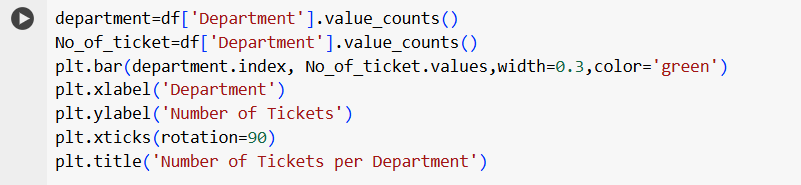 department=df['Department'].value_counts()
No_of_ticket=df['Department'].value_counts()
plt.bar(department.index, No_of_ticket.values,width=0.3,color='green')
plt.xlabel('Department')
plt.ylabel('Number of Tickets')
plt.xticks(rotation=90)
plt.title('Number of Tickets per Department')